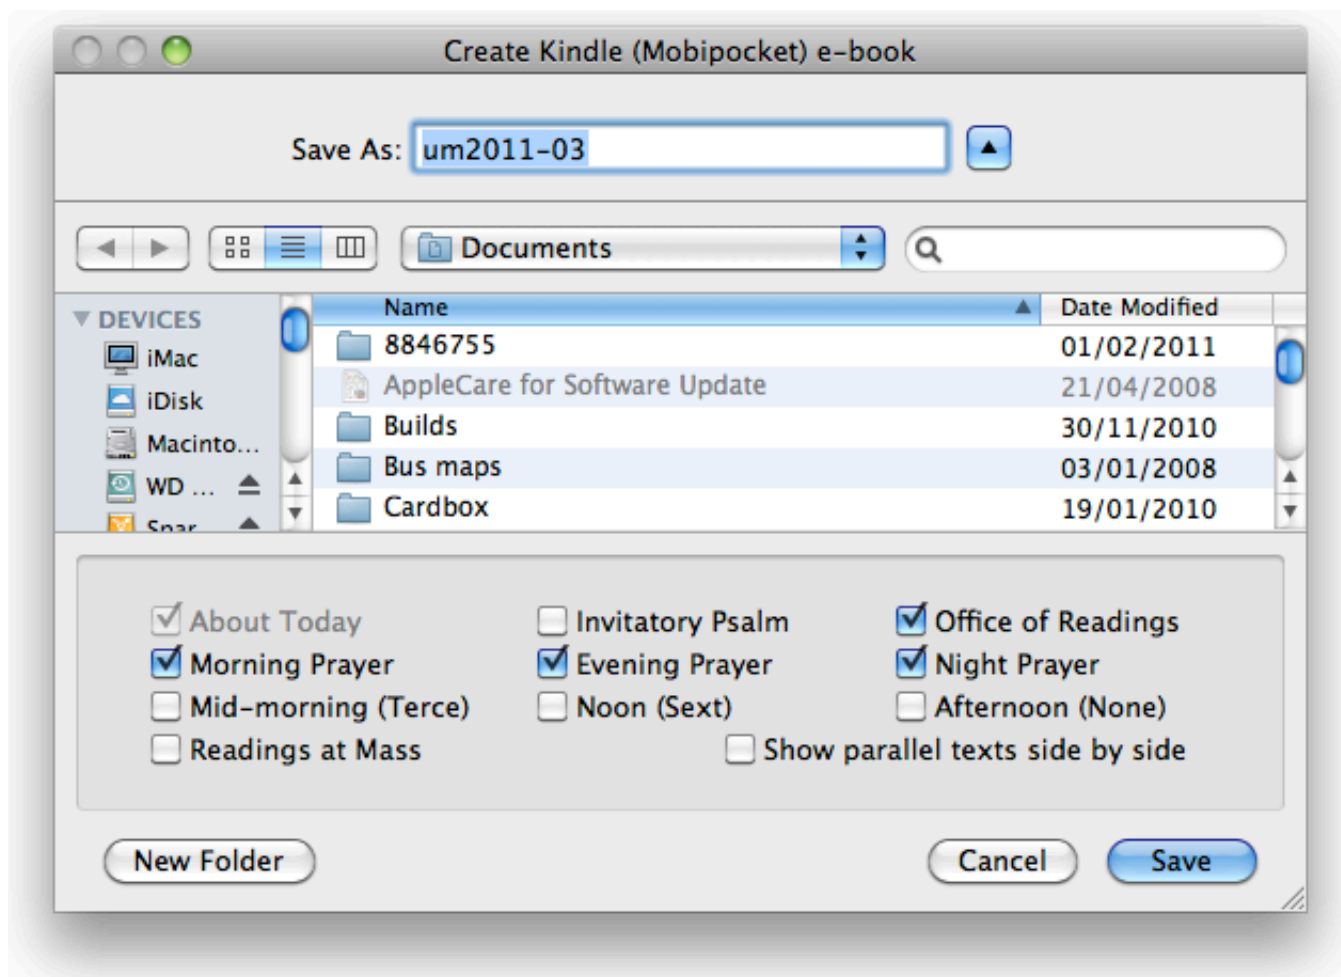 Create Kindle (Mobipocket) e-book
Save As: um2011-03
Documents
DEVICES
iMac
iDisk
Macinto...
WD ...
Name Date Modified
8846755 01/02/2011
AppleCare for Software Update 21/04/2008
Builds 30/11/2010
Bus maps 03/01/2008
Cardbox 19/01/2010
About Today Invitatory Psalm Office of Readings
Morning Prayer Evening Prayer Night Prayer
Mid-morning (Terce) Noon (Sext) Afternoon (None)
Readings at Mass Show parallel texts side by side
New Folder Cancel Save